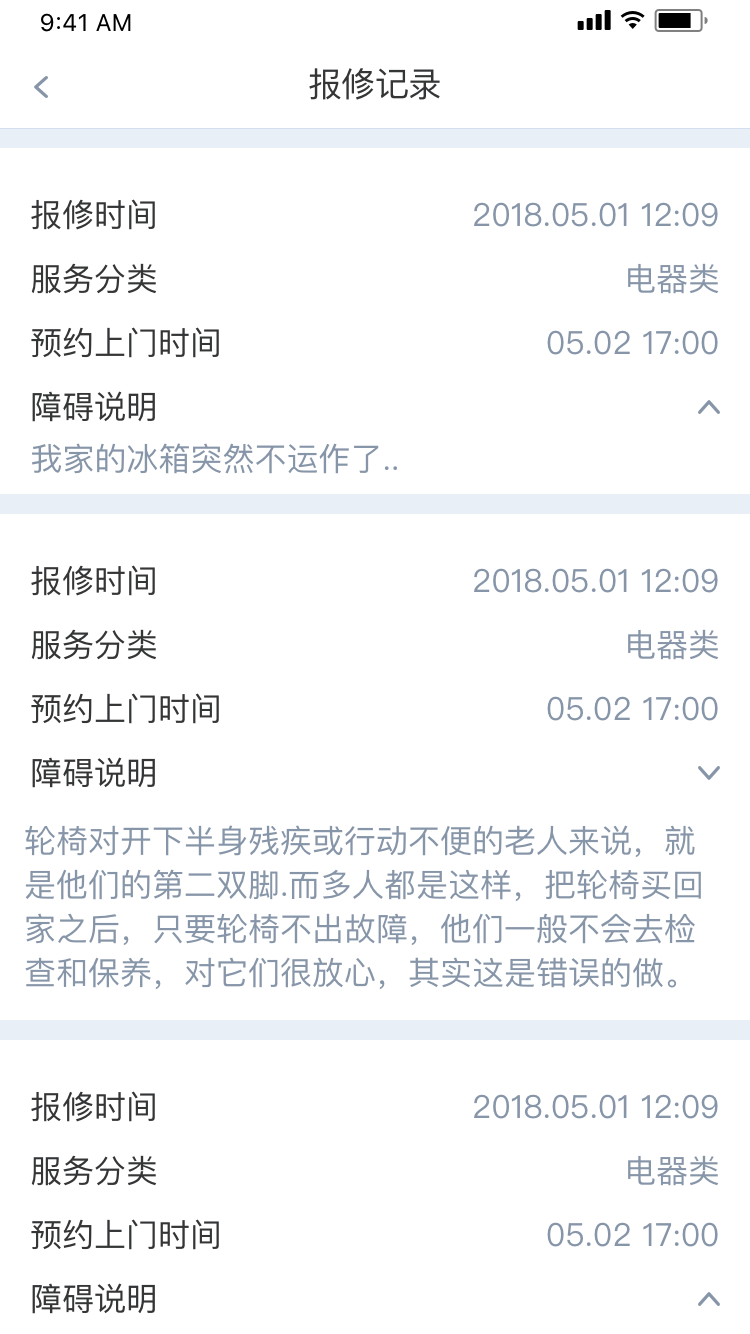 9:41 AM
报修记录
报修时间 2018.05.01 12:09
服务分类 电器类
预约上门时间 05.02 17:00
障碍说明
我家的冰箱突然不运作了..
报修时间 2018.05.01 12:09
服务分类 电器类
预约上门时间 05.02 17:00
障碍说明
轮椅对开下半身残疾或行动不便的老人来说，就
是他们的第二双脚.而多人都是这样，把轮椅买回
家之后，只要轮椅不出故障，他们一般不会去检
查和保养，对它们很放心，其实这是错误的做。
报修时间 2018.05.01 12:09
服务分类 电器类
预约上门时间 05.02 17:00
障碍说明